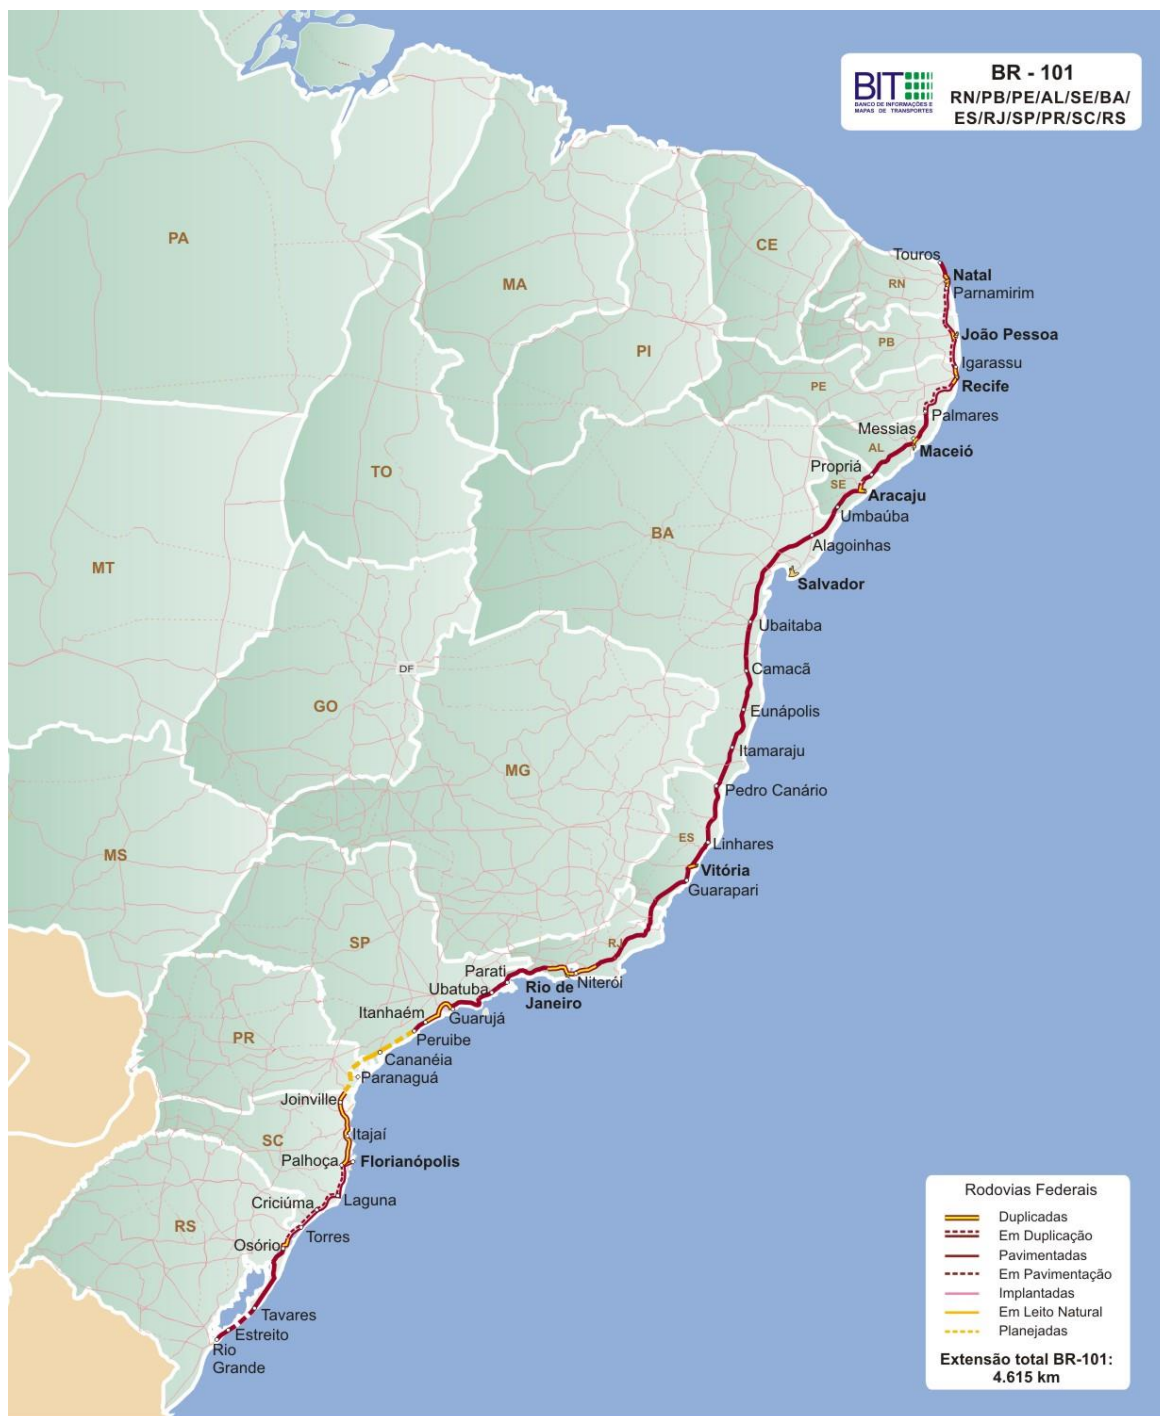 BIT
BANCO DE INFORMAÇÕES E
MAPAS DE TRANSPORTES
BR - 101
RN/PB/PE/AL/SE/BA/
ES/RJ/SP/PR/SC/RS
PA
MA
CE
PI
RN
PB
PE
AL
SE
TO
BA
MT
DF
GO
MG
MS
ES
SP
RJ
PR
SC
RS
Touros
Natal
Parnamirim
João Pessoa
Igarassu
Recife
Palmares
Messias
Maceió
Propriá
Aracaju
Umbaúba
Alagoinhas
Salvador
Ubaitaba
Camacã
Eunápolis
Itamaraju
Pedro Canário
Linhares
Vitória
Guarapari
Niterói
Rio de
Janeiro
Parati
Ubatuba
Guarujá
Itanhaém
Peruibe
Cananéia
Paranaguá
Joinville
Itajaí
Palhoça
Florianópolis
Laguna
Criciúma
Torres
Osório
Tavares
Estreito
Rio
Grande
Rodovias Federais
Duplicadas
Em Duplicação
Pavimentadas
Em Pavimentação
Implantadas
Em Leito Natural
Planejadas
Extensão total BR-101:
4.615 km